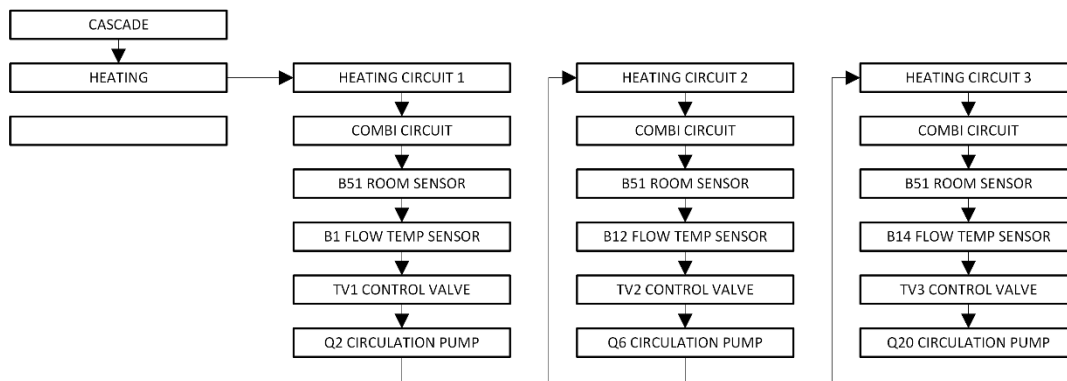 CASCADE
HEATING
HEATING CIRCUIT 1
COMBI CIRCUIT
B51 ROOM SENSOR
B1 FLOW TEMP SENSOR
TV1 CONTROL VALVE
Q2 CIRCULATION PUMP
HEATING CIRCUIT 2
COMBI CIRCUIT
B51 ROOM SENSOR
B12 FLOW TEMP SENSOR
TV2 CONTROL VALVE
Q6 CIRCULATION PUMP
HEATING CIRCUIT 3
COMBI CIRCUIT
B51 ROOM SENSOR
B14 FLOW TEMP SENSOR
TV3 CONTROL VALVE
Q20 CIRCULATION PUMP